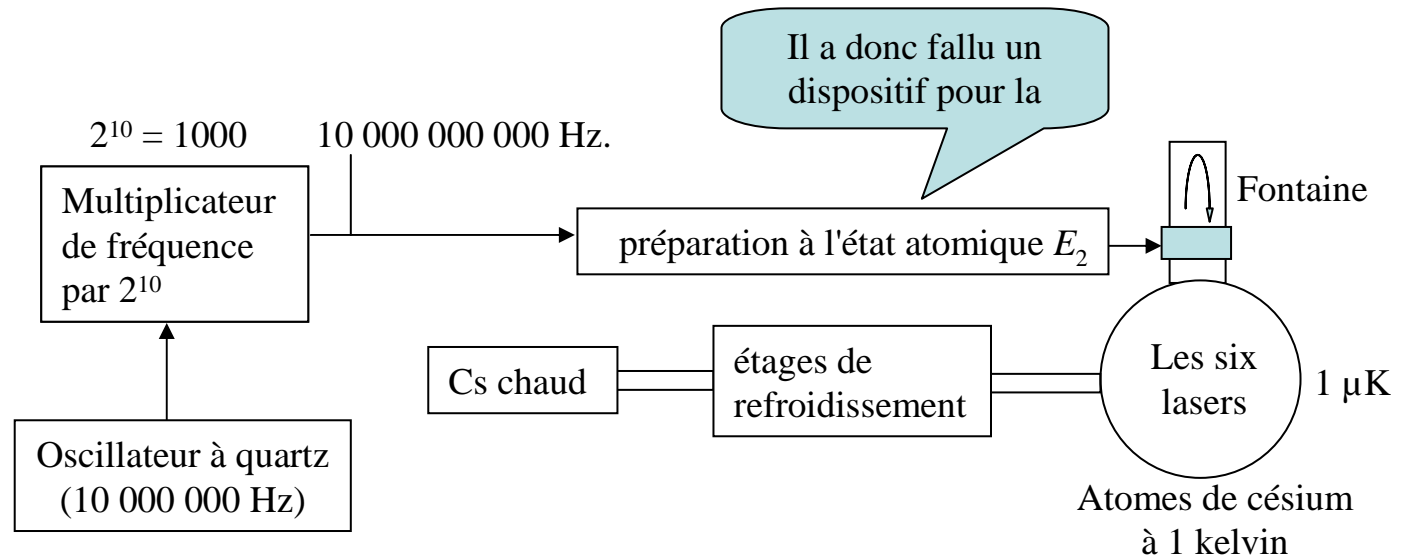 Il a donc fallu un
dispositif pour la
2¹⁰ = 1000
10 000 000 000 Hz.
Multiplicateur
de fréquence
par 2¹⁰
préparation à l'état atomique E₂
Fontaine
Cs chaud
étages de
refroidissement
Les six
lasers
1 µK
Oscillateur à quartz
(10 000 000 Hz)
Atomes de césium
à 1 kelvin